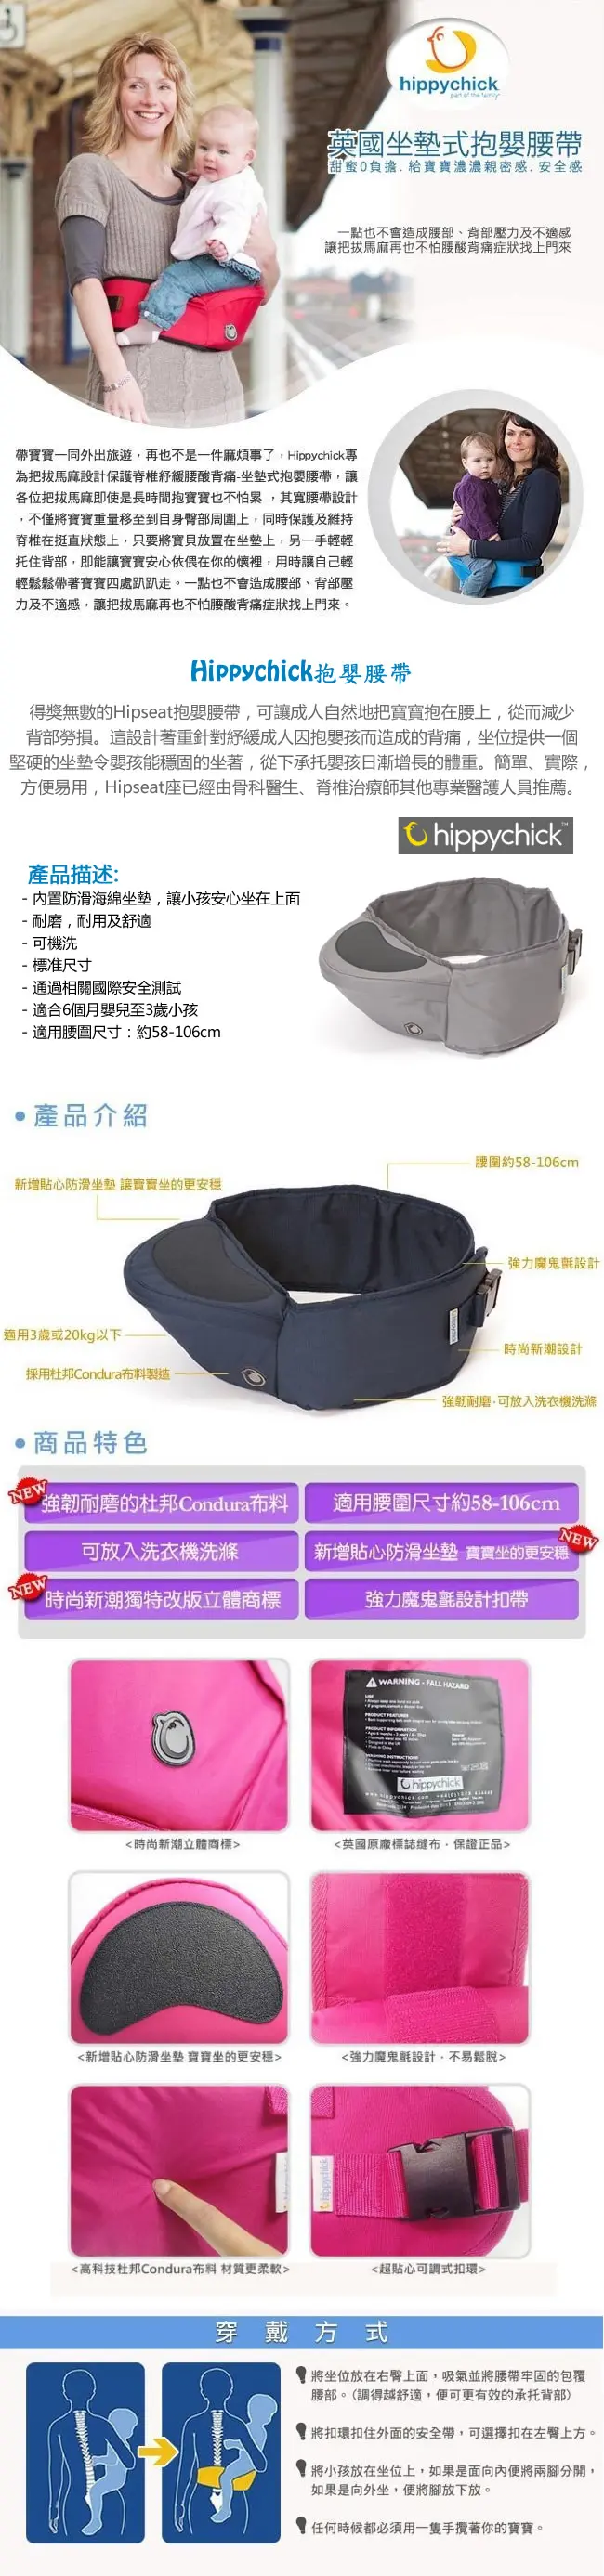 hippychick
part of the family
英國坐墊式抱嬰腰帶
甜蜜0負擔．給寶寶濃濃親密感．安全感
一點也不會造成腰部、背部壓力及不適感
讓把拔馬麻再也不怕腰酸背痛症狀找上門來
帶寶寶一同外出旅遊，再也不是一件麻煩事了，Hippychick專
為把拔馬麻設計保護脊椎紓緩腰酸背痛-坐墊式抱嬰腰帶，讓
各位把拔馬麻即使是長時間抱寶寶也不怕累 ，其寬腰帶設計
，不僅將寶寶重量移至到自身臀部周圍上，同時保護及維持
脊椎在挺直狀態上，只要將寶貝放置在坐墊上，另一手輕輕
托住背部，即能讓寶寶安心依偎在你的懷裡，用時讓自己輕
輕鬆鬆帶著寶寶四處趴趴走。一點也不會造成腰部、背部壓
力及不適感，讓把拔馬麻再也不怕腰酸背痛症狀找上門來。
Hippychick抱嬰腰帶
得獎無數的Hipseat抱嬰腰帶，可讓成人自然地把寶寶抱在腰上，從而減少
背部勞損。這設計著重針對紓緩成人因抱嬰孩而造成的背痛，坐位提供一個
堅硬的坐墊令嬰孩能穩固的坐著，從下承托嬰孩日漸增長的體重。簡單、實際，
方便易用，Hipseat座已經由骨科醫生、脊椎治療師其他專業醫護人員推薦。
hippychick™
產品描述:
- 內置防滑海綿坐墊，讓小孩安心坐在上面
- 耐磨，耐用及舒適
- 可機洗
- 標准尺寸
- 通過相關國際安全測試
- 適合6個月嬰兒至3歲小孩
- 適用腰圍尺寸：約58-106cm
• 產品介紹
腰圍約58-106cm
新增貼心防滑坐墊 讓寶寶坐的更安穩
強力魔鬼氈設計
適用3歲或20kg以下
時尚新潮設計
採用杜邦Condura布料製造
強韌耐磨‧可放入洗衣機洗滌
• 商品特色
NEW
強韌耐磨的杜邦Condura布料
適用腰圍尺寸約58-106cm
可放入洗衣機洗滌
新增貼心防滑坐墊 寶寶坐的更安穩
NEW
NEW
時尚新潮獨特改版立體商標
強力魔鬼氈設計扣帶
WARNING - FALL HAZARD
USE
PRODUCT FEATURES
PRODUCT INFORMATION
WASHING INSTRUCTIONS
hippychick
<時尚新潮立體商標>
<英國原廠標誌縫布‧保證正品>
<新增貼心防滑坐墊 寶寶坐的更安穩>
<強力魔鬼氈設計‧不易鬆脫>
hippychick
hippychick
<高科技杜邦Condura布料 材質更柔軟>
<超貼心可調式扣環>
穿戴方式
將坐位放在右臀上面，吸氣並將腰帶牢固的包覆
腰部。（調得越舒適，便可更有效的承托背部）
將扣環扣住外面的安全帶，可選擇扣在左臀上方。
將小孩放在坐位上，如果是面向內便將兩腳分開，
如果是向外坐，便將腳放下放。
任何時候都必須用一隻手攬著你的寶寶。